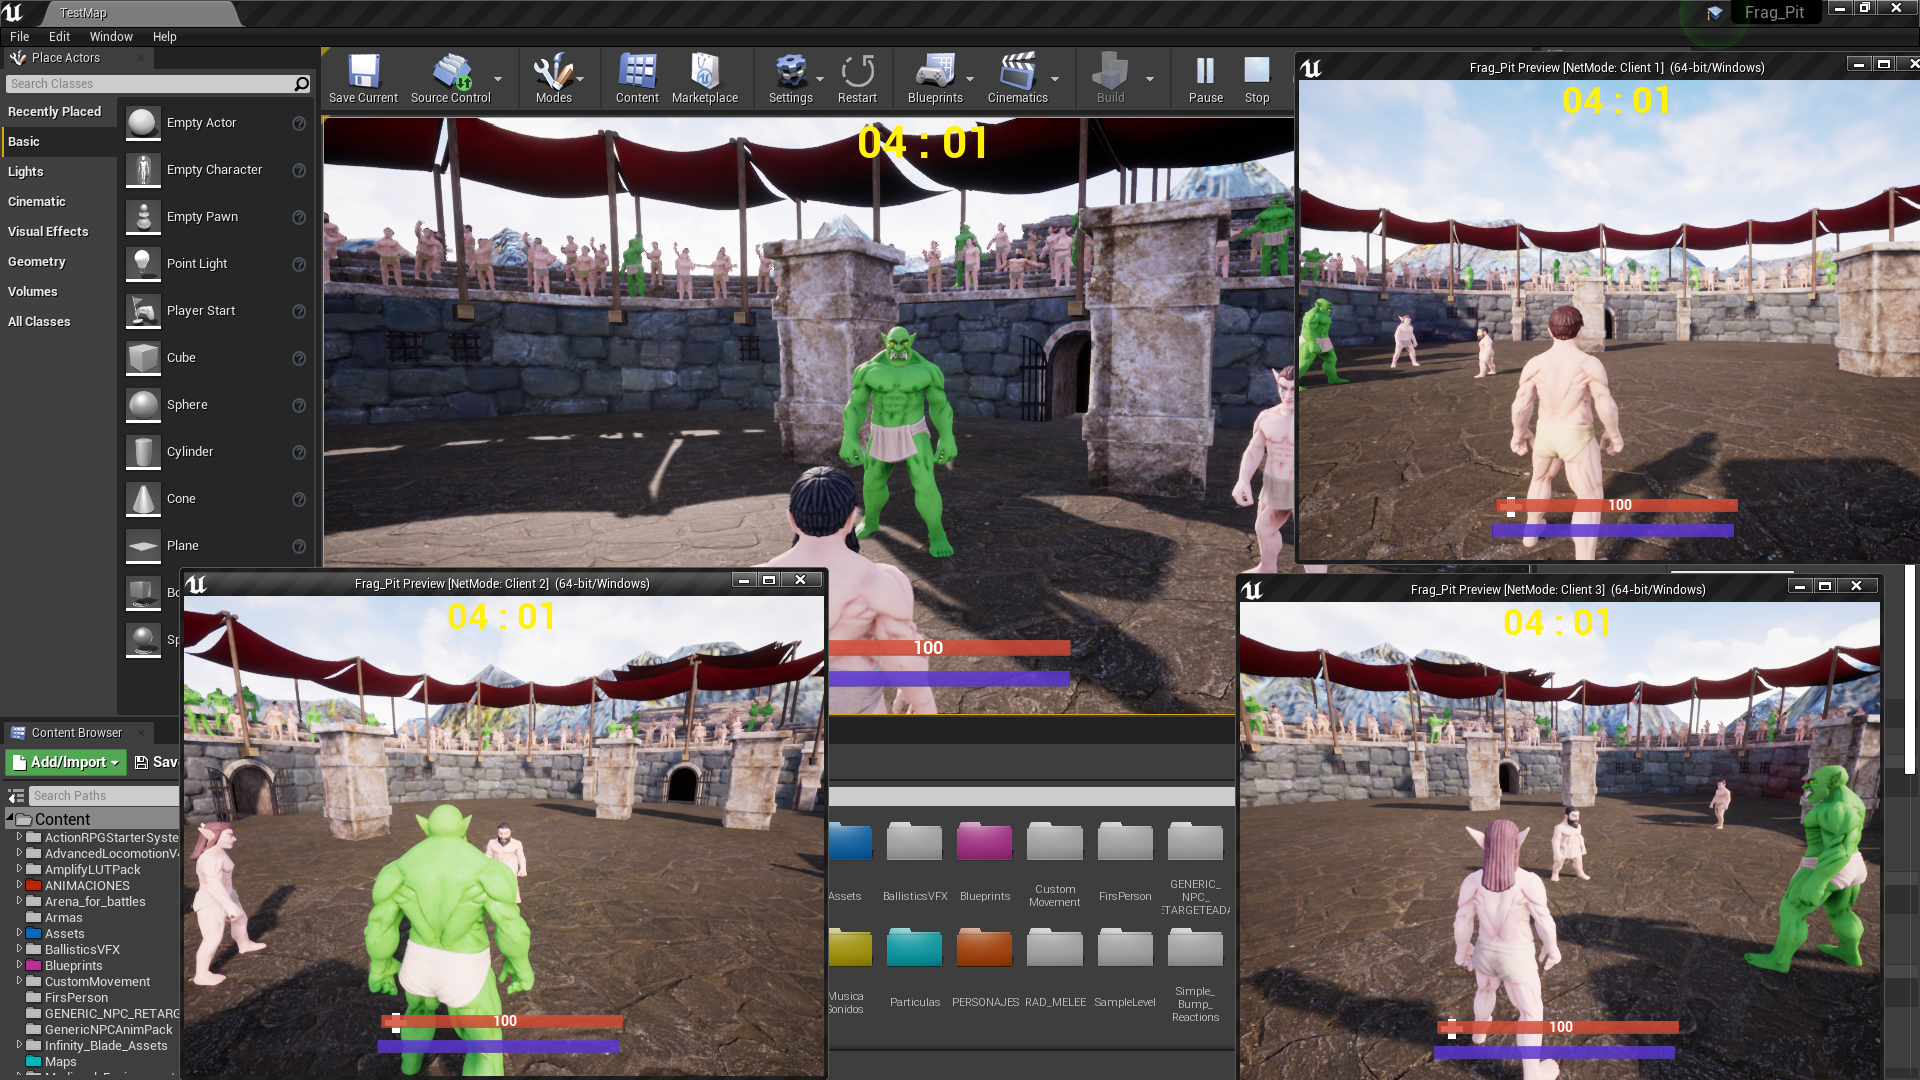 TestMap
Frag_Pit
File Edit Window Help
Place Actors
Search Classes
Recently Placed
Basic
Lights
Cinematic
Visual Effects
Geometry
Volumes
All Classes
Empty Actor
Empty Character
Empty Pawn
Point Light
Player Start
Cube
Sphere
Cylinder
Cone
Plane
Bo
Sp
Save Current
Source Control
Modes
Content
Marketplace
Settings
Restart
Blueprints
Cinematics
Build
Pause
Stop
04 : 01
100
Frag_Pit Preview [NetMode: Client 1] (64-bit/Windows)
04 : 01
100
Frag_Pit Preview [NetMode: Client 2] (64-bit/Windows)
04 : 01
100
Frag_Pit Preview [NetMode: Client 3] (64-bit/Windows)
04 : 01
100
Content Browser
Add/Import
Sav
Search Paths
Content
ActionRPGStarterSyste
AdvancedLocomotionV
AmplifyLUTPack
ANIMACIONES
Arena_for_battles
Armas
Assets
BallisticsVFX
Blueprints
CustomMovement
FirsPerson
GENERIC_NPC_RETARG
GenericNPCAnimPack
Infinity_Blade_Assets
Maps
Assets
BallisticsVFX
Blueprints
Custom
Movement
FirsPerson
GENERIC_
NPC_
ETARGETEADA
Musica
Sonidos
Particulas
PERSONAJES
RAD_MELEE
SampleLevel
Simple_
Bump_
Reactions